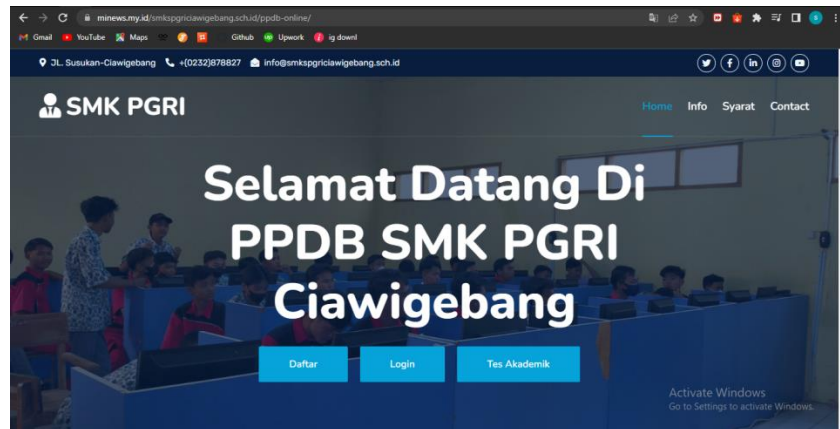 minews.my.id/smkspgriciawigebang.sch.id/ppdb-online/
Gmail YouTube Maps Github Upwork ig downl
JL. Susukan-Ciawigebang +(0232)878827 info@smkspgriciawigebang.sch.id
SMK PGRI
Home Info Syarat Contact
Selamat Datang Di
PPDB SMK PGRI
Ciawigebang
Daftar Login Tes Akademik
Activate Windows
Go to Settings to activate Windows.